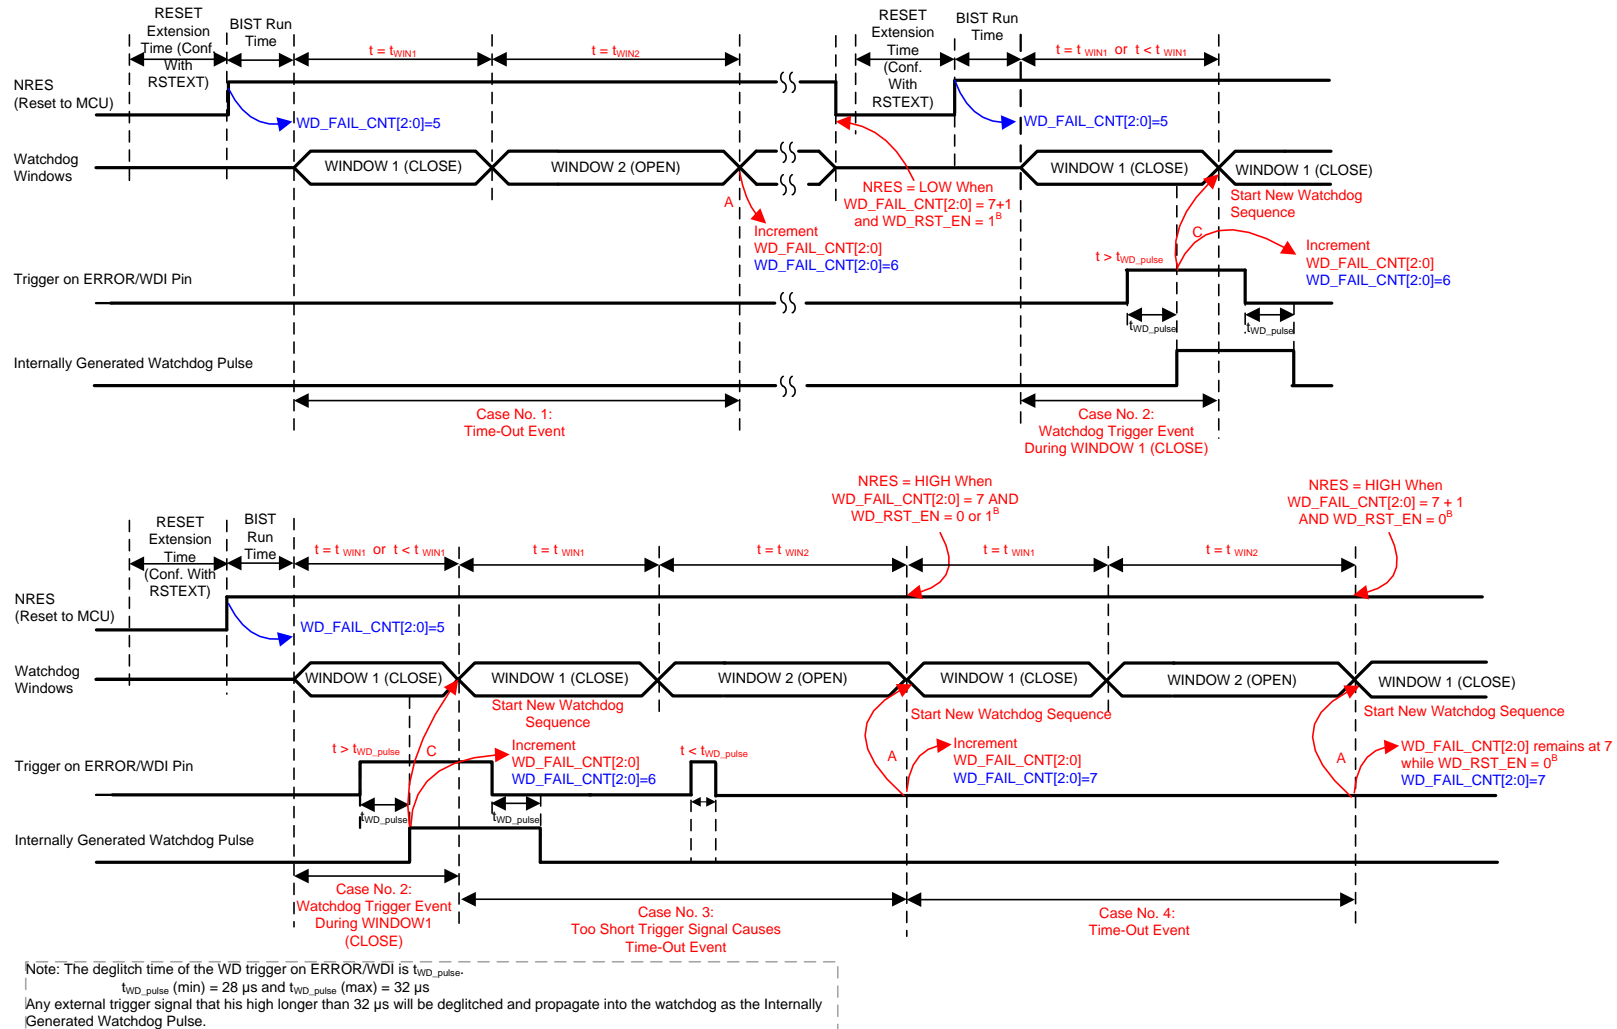 RESET
Extension
Time (Conf.
With
RSTEXT)
BIST Run
Time
t = tWIN1
t = tWIN2
RESET
Extension
Time
(Conf.
With
RSTEXT)
BIST Run
Time
t = t WIN1 or t < t WIN1
NRES
(Reset to MCU)
WD_FAIL_CNT[2:0]=5
WD_FAIL_CNT[2:0]=5
Watchdog
Windows
WINDOW 1 (CLOSE)
WINDOW 2 (OPEN)
WINDOW 1 (CLOSE)
WINDOW 1 (CLOSE)
A
Increment
WD_FAIL_CNT[2:0]
WD_FAIL_CNT[2:0]=6
NRES = LOW When
WD_FAIL_CNT[2:0] = 7+1
and WD_RST_EN = 1B
Start New Watchdog
Sequence
C
Increment
WD_FAIL_CNT[2:0]
WD_FAIL_CNT[2:0]=6
t > tWD_pulse
Trigger on ERROR/WDI Pin
tWD_pulse
tWD_pulse
Internally Generated Watchdog Pulse
Case No. 1:
Time-Out Event
Case No. 2:
Watchdog Trigger Event
During WINDOW 1 (CLOSE)
NRES = HIGH When
WD_FAIL_CNT[2:0] = 7 AND
WD_RST_EN = 0 or 1B
NRES = HIGH When
WD_FAIL_CNT[2:0] = 7 + 1
AND WD_RST_EN = 0B
RESET
Extension
Time
(Conf. With
RSTEXT)
BIST
Run
Time
t = t WIN1 or t < t WIN1
t = t WIN1
t = t WIN2
t = t WIN1
t = t WIN2
NRES
(Reset to MCU)
WD_FAIL_CNT[2:0]=5
Watchdog
Windows
WINDOW 1 (CLOSE)
WINDOW 1 (CLOSE)
WINDOW 2 (OPEN)
WINDOW 1 (CLOSE)
WINDOW 2 (OPEN)
WINDOW 1 (CLOSE)
Start New Watchdog
Sequence
Start New Watchdog Sequence
Start New Watchdog Sequence
t > tWD_pulse
C
Increment
WD_FAIL_CNT[2:0]
WD_FAIL_CNT[2:0]=6
t < tWD_pulse
A
Increment
WD_FAIL_CNT[2:0]
WD_FAIL_CNT[2:0]=7
A
WD_FAIL_CNT[2:0] remains at 7
while WD_RST_EN = 0B
WD_FAIL_CNT[2:0]=7
Trigger on ERROR/WDI Pin
tWD_pulse
tWD_pulse
Internally Generated Watchdog Pulse
Case No. 2:
Watchdog Trigger Event
During WINDOW1
(CLOSE)
Case No. 3:
Too Short Trigger Signal Causes
Time-Out Event
Case No. 4:
Time-Out Event
Note: The deglitch time of the WD trigger on ERROR/WDI is tWD_pulse.
tWD_pulse (min) = 28 µs and tWD_pulse (max) = 32 µs
Any external trigger signal that his high longer than 32 µs will be deglitched and propagate into the watchdog as the Internally
Generated Watchdog Pulse.